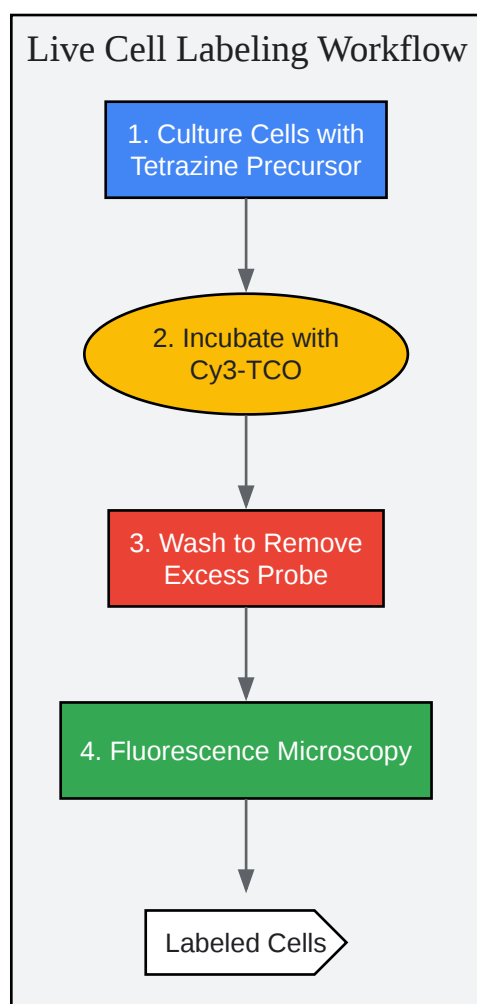 Live Cell Labeling Workflow
1. Culture Cells with
Tetrazine Precursor
2. Incubate with
Cy3-TCO
3. Wash to Remove
Excess Probe
4. Fluorescence Microscopy
Labeled Cells